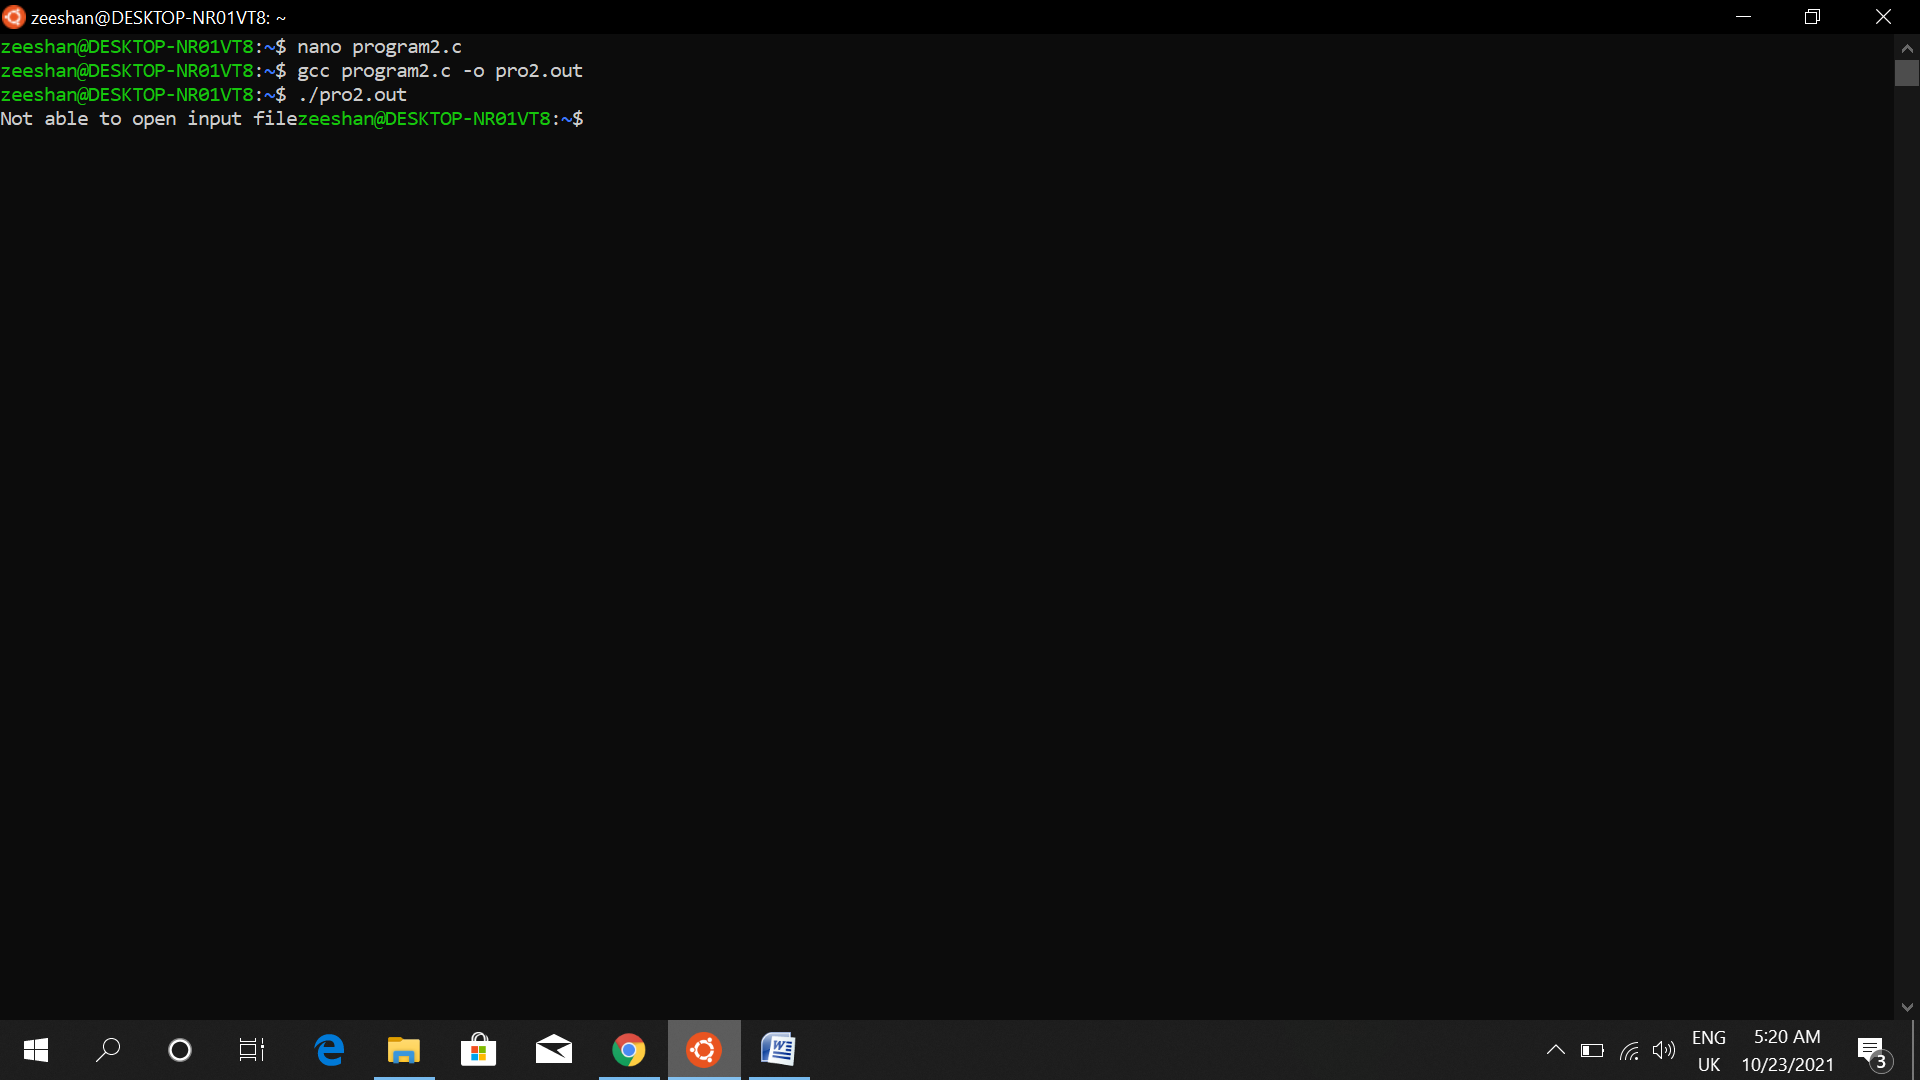 zeeshan@DESKTOP-NR01VT8: ~
zeeshan@DESKTOP-NR01VT8:~$ nano program2.c
zeeshan@DESKTOP-NR01VT8:~$ gcc program2.c -o pro2.out
zeeshan@DESKTOP-NR01VT8:~$ ./pro2.out
Not able to open input filezeeshan@DESKTOP-NR01VT8:~$
ENG
UK
5:20 AM
10/23/2021
3